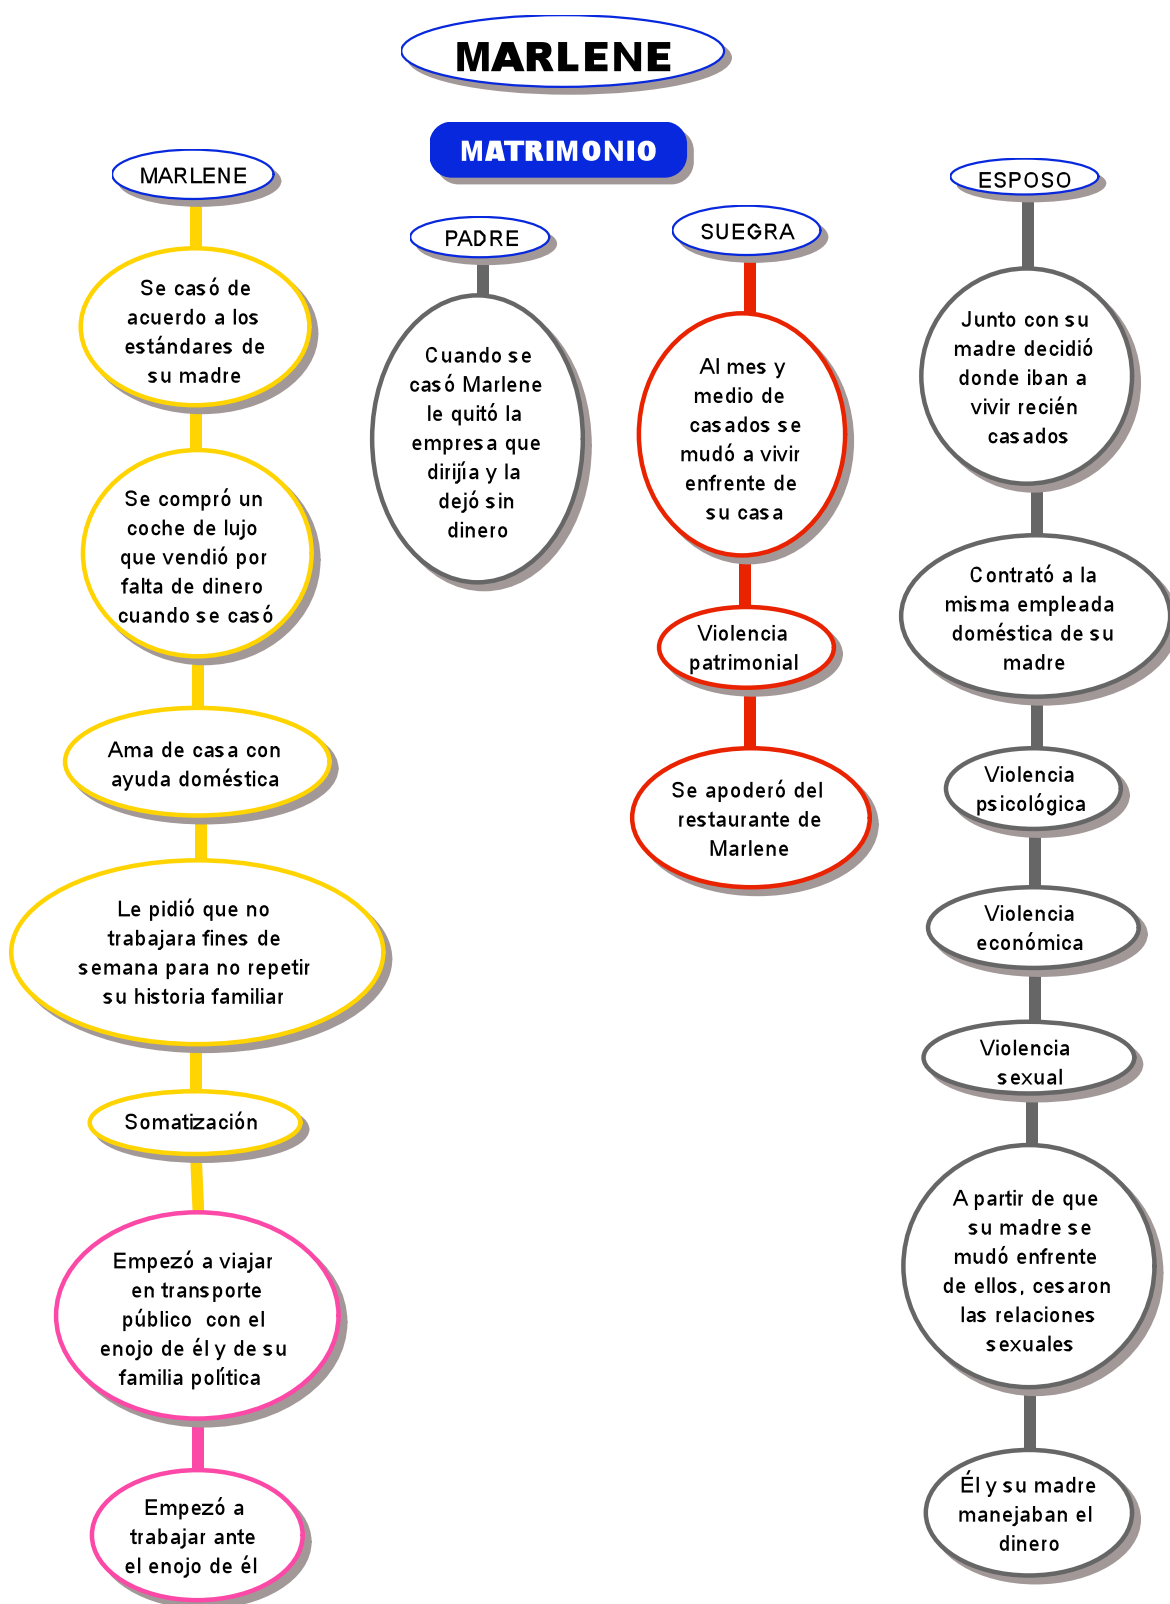 MARLENE
MATRIMONIO
MARLENE
Se casó de
acuerdo a los
estándares de
su madre
Se compró un
coche de lujo
que vendió por
falta de dinero
cuando se casó
Ama de casa con
ayuda doméstica
Le pidió que no
trabajara fines de
semana para no repetir
su historia familiar
Somatización
Empezó a viajar
en transporte
público con el
enojo de él y de su
familia política
Empezó a
trabajar ante
el enojo de él
PADRE
Cuando se
casó Marlene
le quitó la
empresa que
dirijía y la
dejó sin
dinero
SUEGRA
Al mes y
medio de
casados se
mudó a vivir
enfrente de
su casa
Violencia
patrimonial
Se apoderó del
restaurante de
Marlene
ESPOSO
Junto con su
madre decidió
donde iban a
vivir recién
casados
Contrató a la
misma empleada
doméstica de su
madre
Violencia
psicológica
Violencia
económica
Violencia
sexual
A partir de que
su madre se
mudó enfrente
de ellos, cesaron
las relaciones
sexuales
Él y su madre
manejaban el
dinero